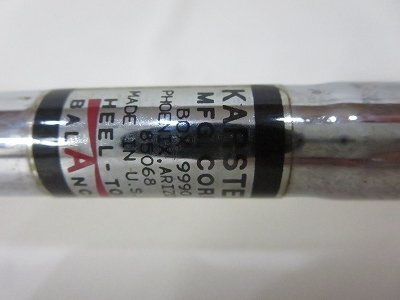 KARSTE
MFG COR
BOX 9990
PHOENIX, ARIZ
85068
MADE IN U.S
HEEL-TO
BALANC